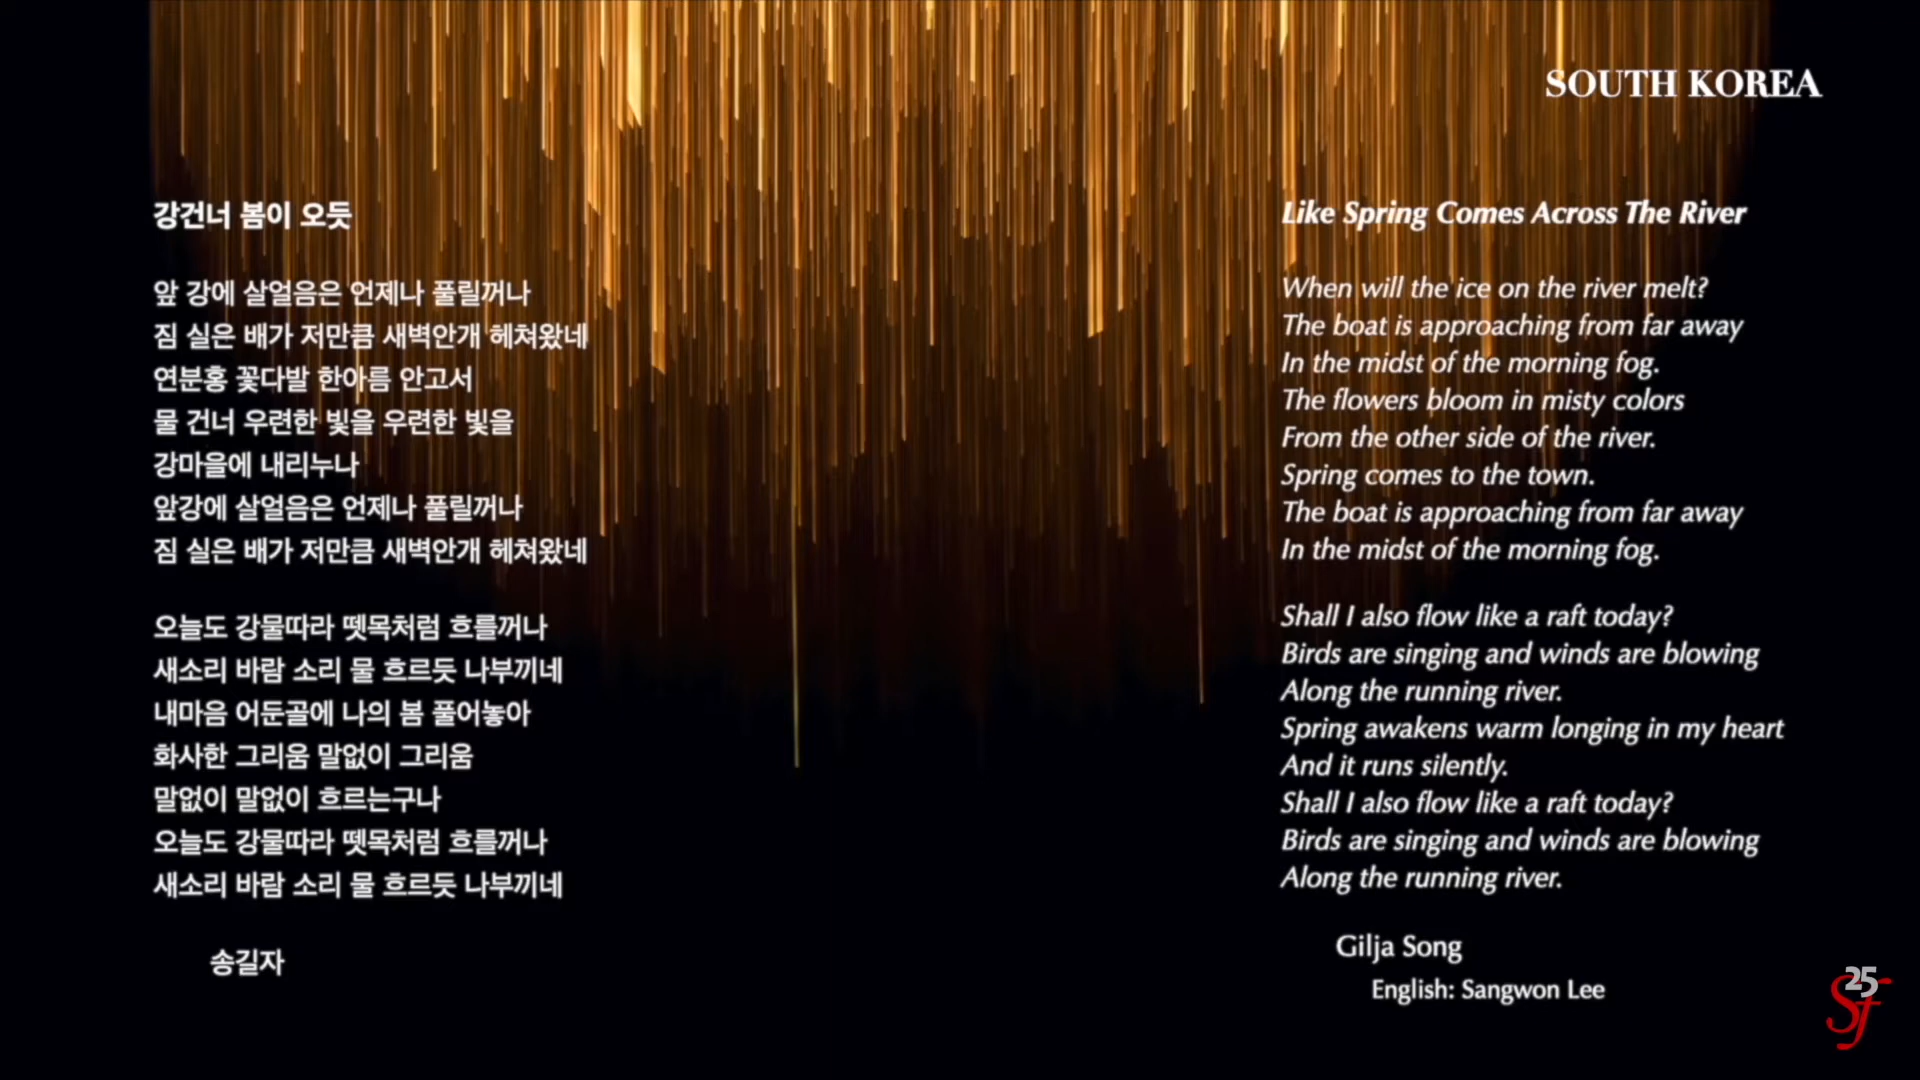 SOUTH KOREA
강건너 봄이 오듯
앞 강에 살얼음은 언제나 풀릴꺼나
짐 실은 배가 저만큼 새벽안개 헤쳐왔네
연분홍 꽃다발 한아름 안고서
물 건너 우련한 빛을 우련한 빛을
강마을에 내리누나
앞강에 살얼음은 언제나 풀릴꺼나
짐 실은 배가 저만큼 새벽안개 헤쳐왔네
오늘도 강물따라 뗏목처럼 흐를꺼나
새소리 바람 소리 물 흐르듯 나부끼네
내마음 어둔골에 나의 봄 풀어놓아
화사한 그리움 말없이 그리움
말없이 말없이 흐르는구나
오늘도 강물따라 뗏목처럼 흐를꺼나
새소리 바람 소리 물 흐르듯 나부끼네
송길자
Like Spring Comes Across The River
When will the ice on the river melt?
The boat is approaching from far away
In the midst of the morning fog.
The flowers bloom in misty colors
From the other side of the river.
Spring comes to the town.
The boat is approaching from far away
In the midst of the morning fog.
Shall I also flow like a raft today?
Birds are singing and winds are blowing
Along the running river.
Spring awakens warm longing in my heart
And it runs silently.
Shall I also flow like a raft today?
Birds are singing and winds are blowing
Along the running river.
Gilja Song
English: Sangwon Lee
25
Sf